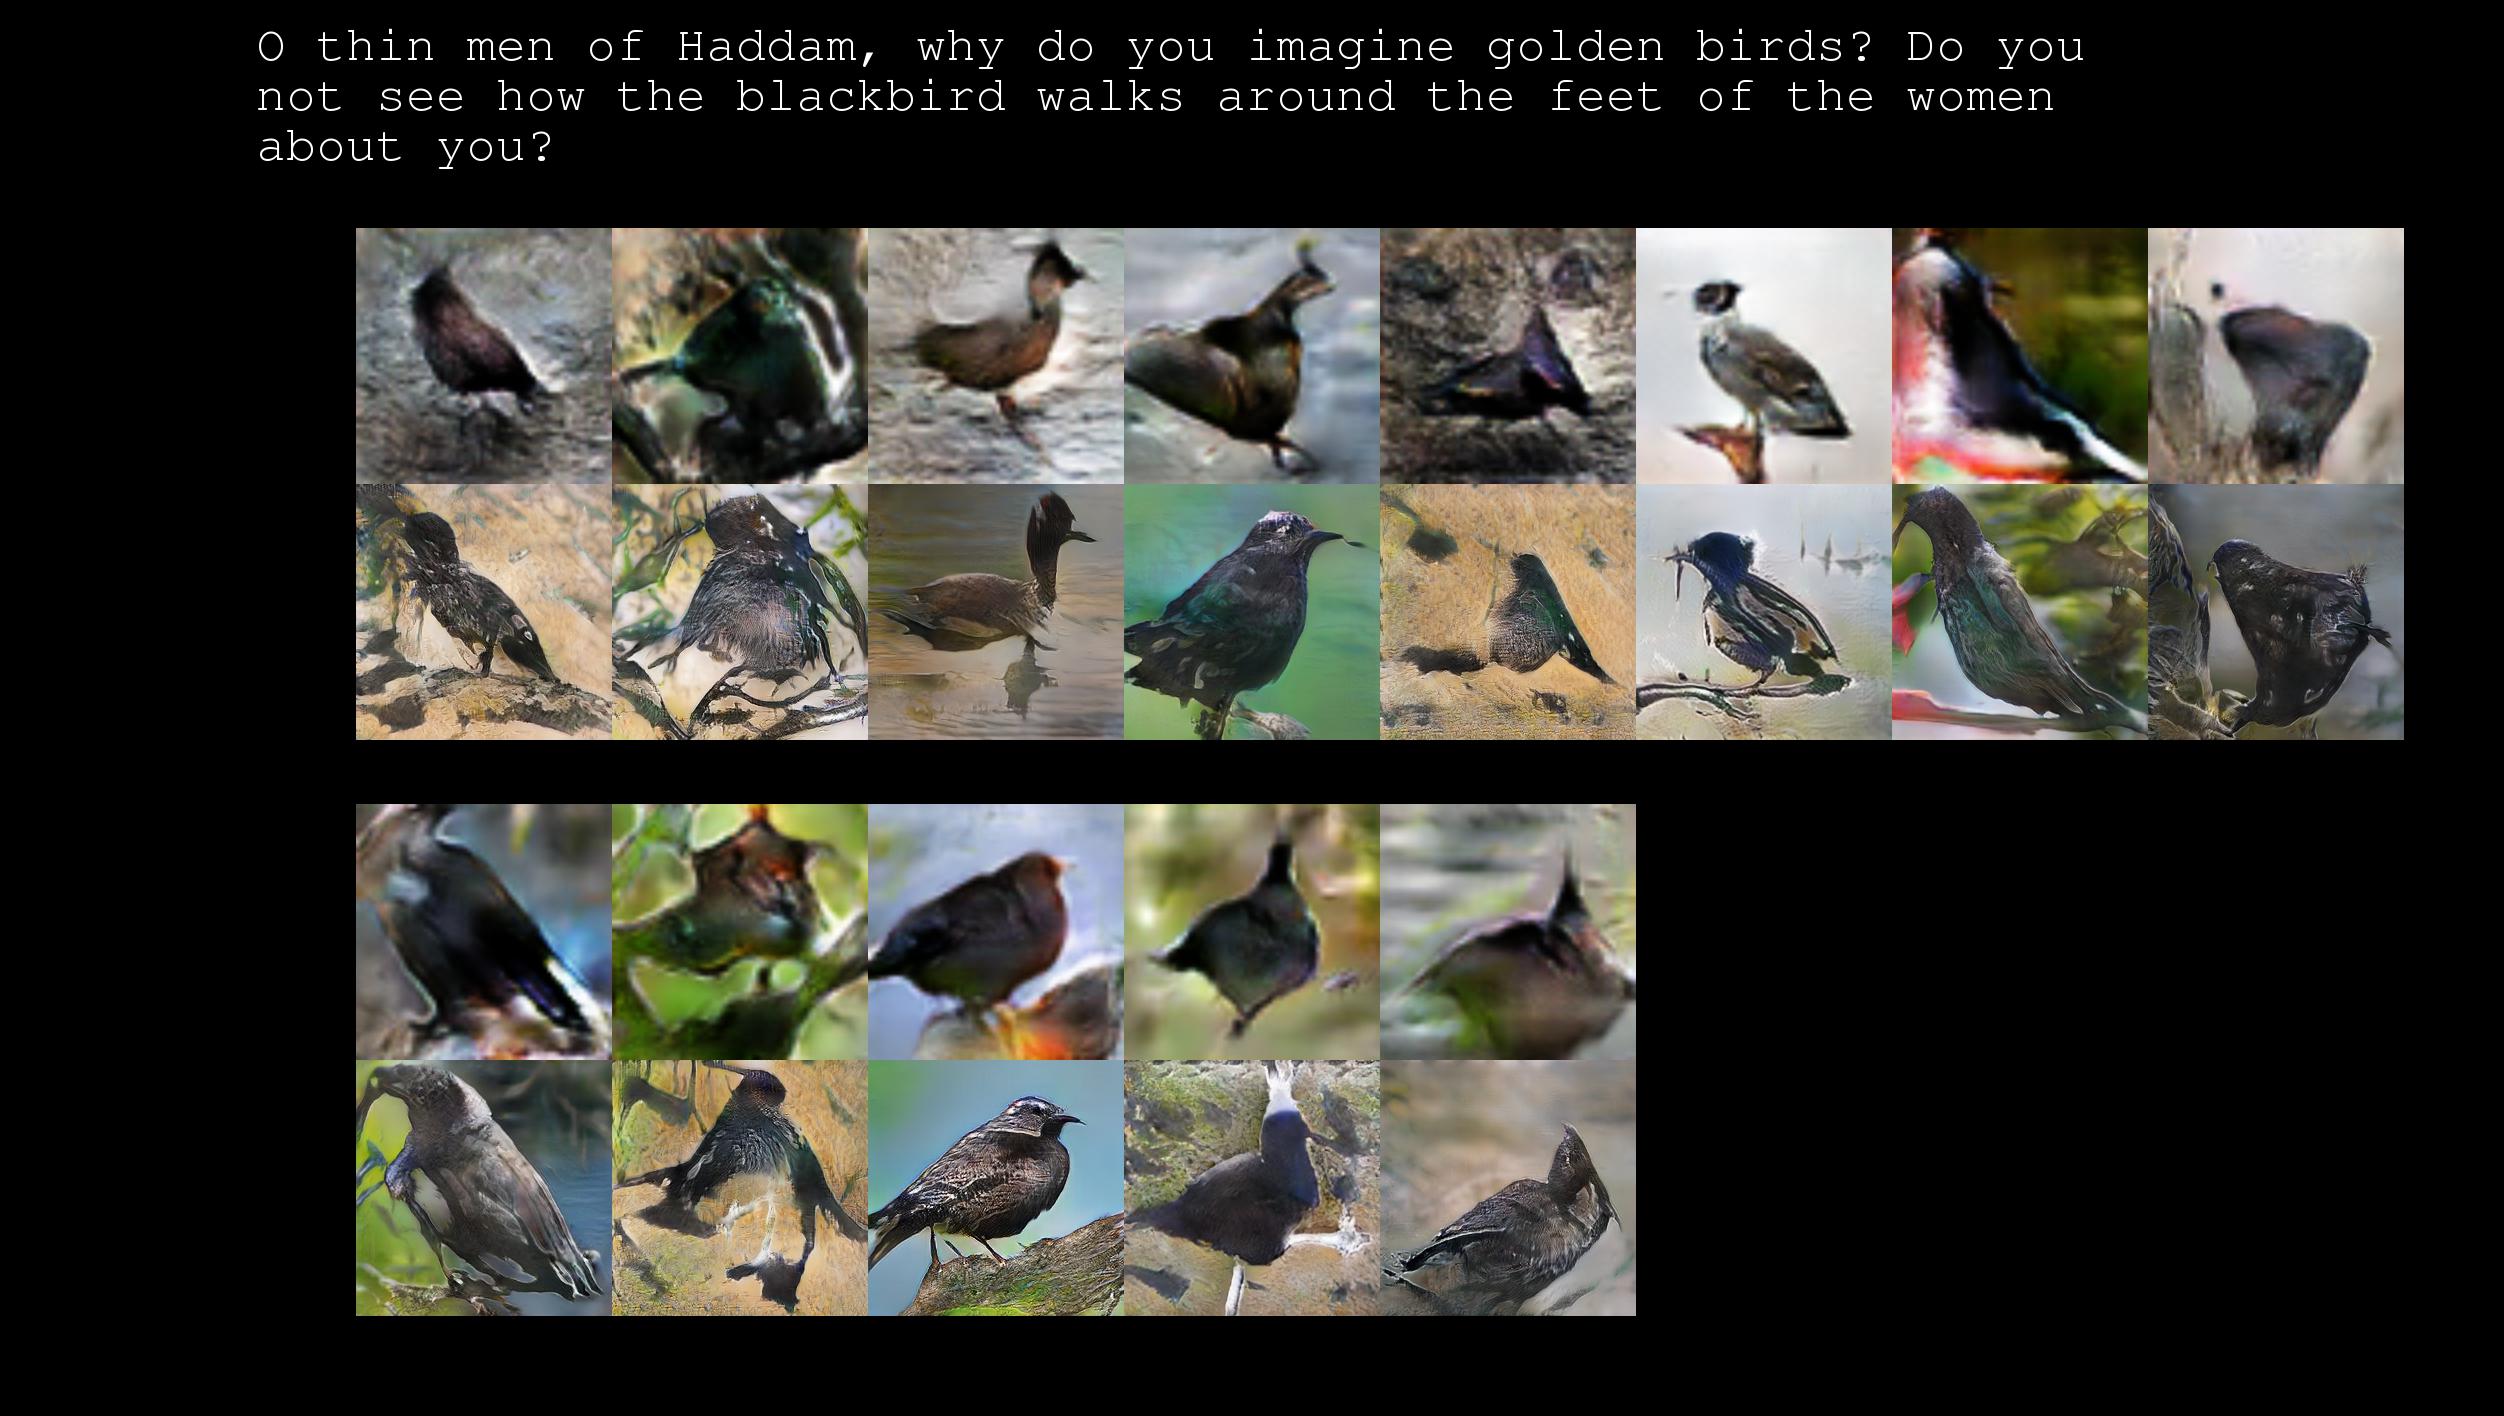 O thin men of Haddam, why do you imagine golden birds? Do you
not see how the blackbird walks around the feet of the women
about you?